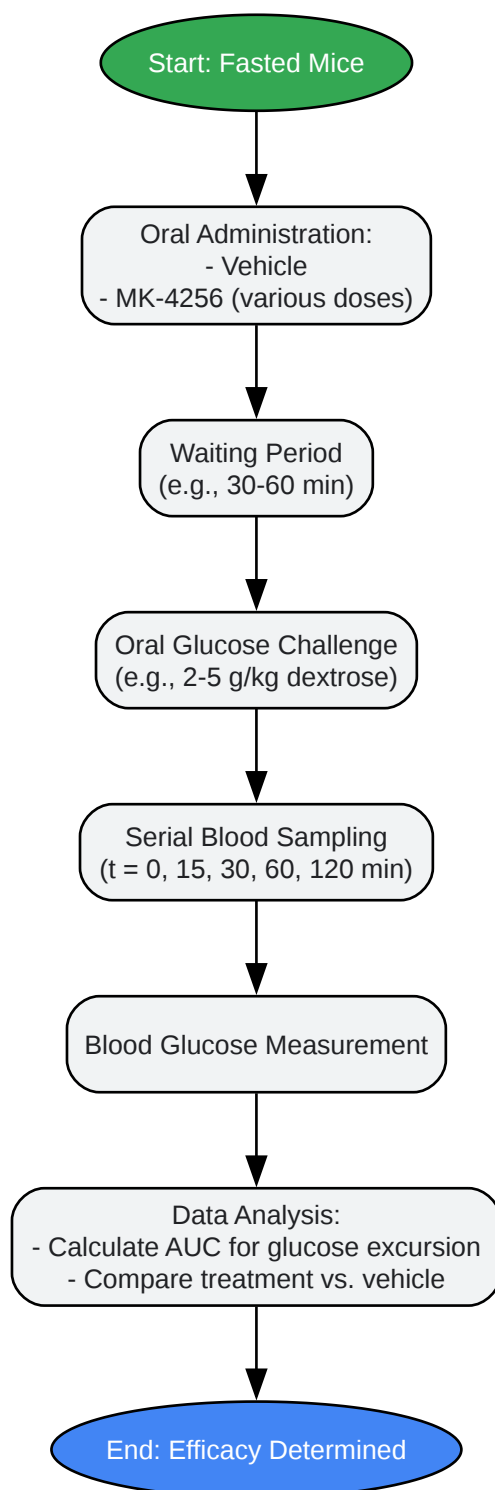 Start: Fasted Mice
Oral Administration:
- Vehicle
- MK-4256 (various doses)
Waiting Period
(e.g., 30-60 min)
Oral Glucose Challenge
(e.g., 2-5 g/kg dextrose)
Serial Blood Sampling
(t = 0, 15, 30, 60, 120 min)
Blood Glucose Measurement
Data Analysis:
- Calculate AUC for glucose excursion
- Compare treatment vs. vehicle
End: Efficacy Determined